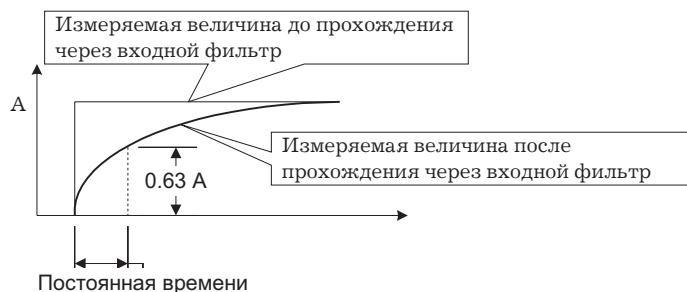 Измеряемая величина до прохождения
через входной фильтр
A
Измеряемая величина после
прохождения через входной фильтр
0.63 A
Постоянная времени